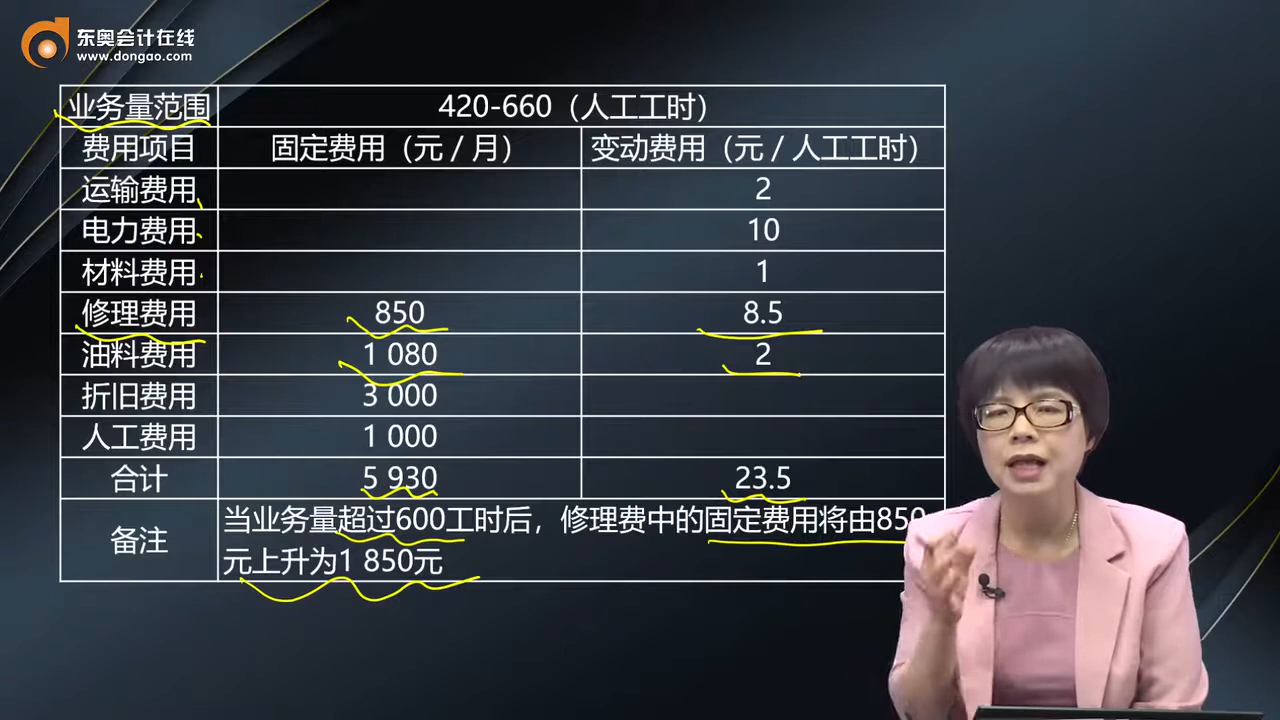 东奥会计在线
www.dongao.com
业务量范围 420-660（人工工时）
费用项目 固定费用（元/月） 变动费用（元/人工工时）
运输费用 2
电力费用 10
材料费用 1
修理费用 850 8.5
油料费用 1 080 2
折旧费用 3 000
人工费用 1 000
合计 5 930 23.5
备注 当业务量超过600工时后，修理费中的固定费用将由850
元上升为1 850元